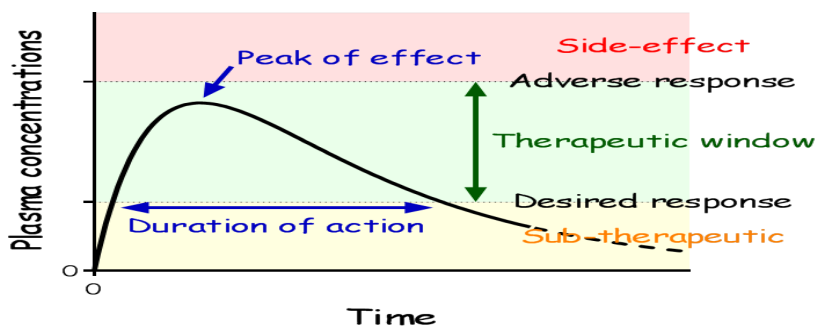 Side-effect
Peak of effect
Adverse response
Therapeutic window
Desired response
Duration of action
Sub-therapeutic
Plasma concentrations
0
0
Time